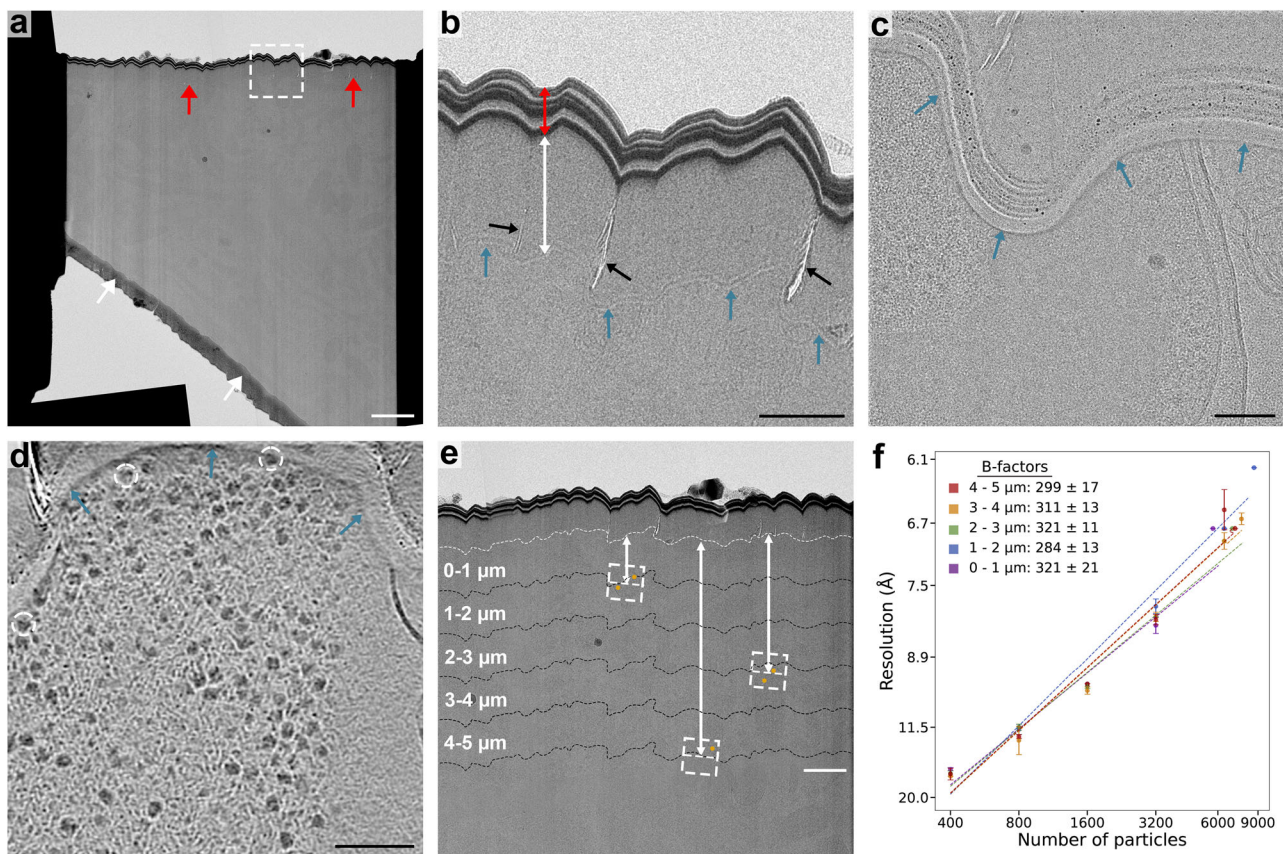 a
b
c
d
e
0-1 µm
1-2 µm
2-3 µm
3-4 µm
4-5 µm
f
B-factors
4 - 5 µm: 299 ± 17
3 - 4 µm: 311 ± 13
2 - 3 µm: 321 ± 11
1 - 2 µm: 284 ± 13
0 - 1 µm: 321 ± 21
Resolution (Å)
6.1
6.7
7.5
8.9
11.5
20.0
400 800 1600 3200 6000 9000
Number of particles